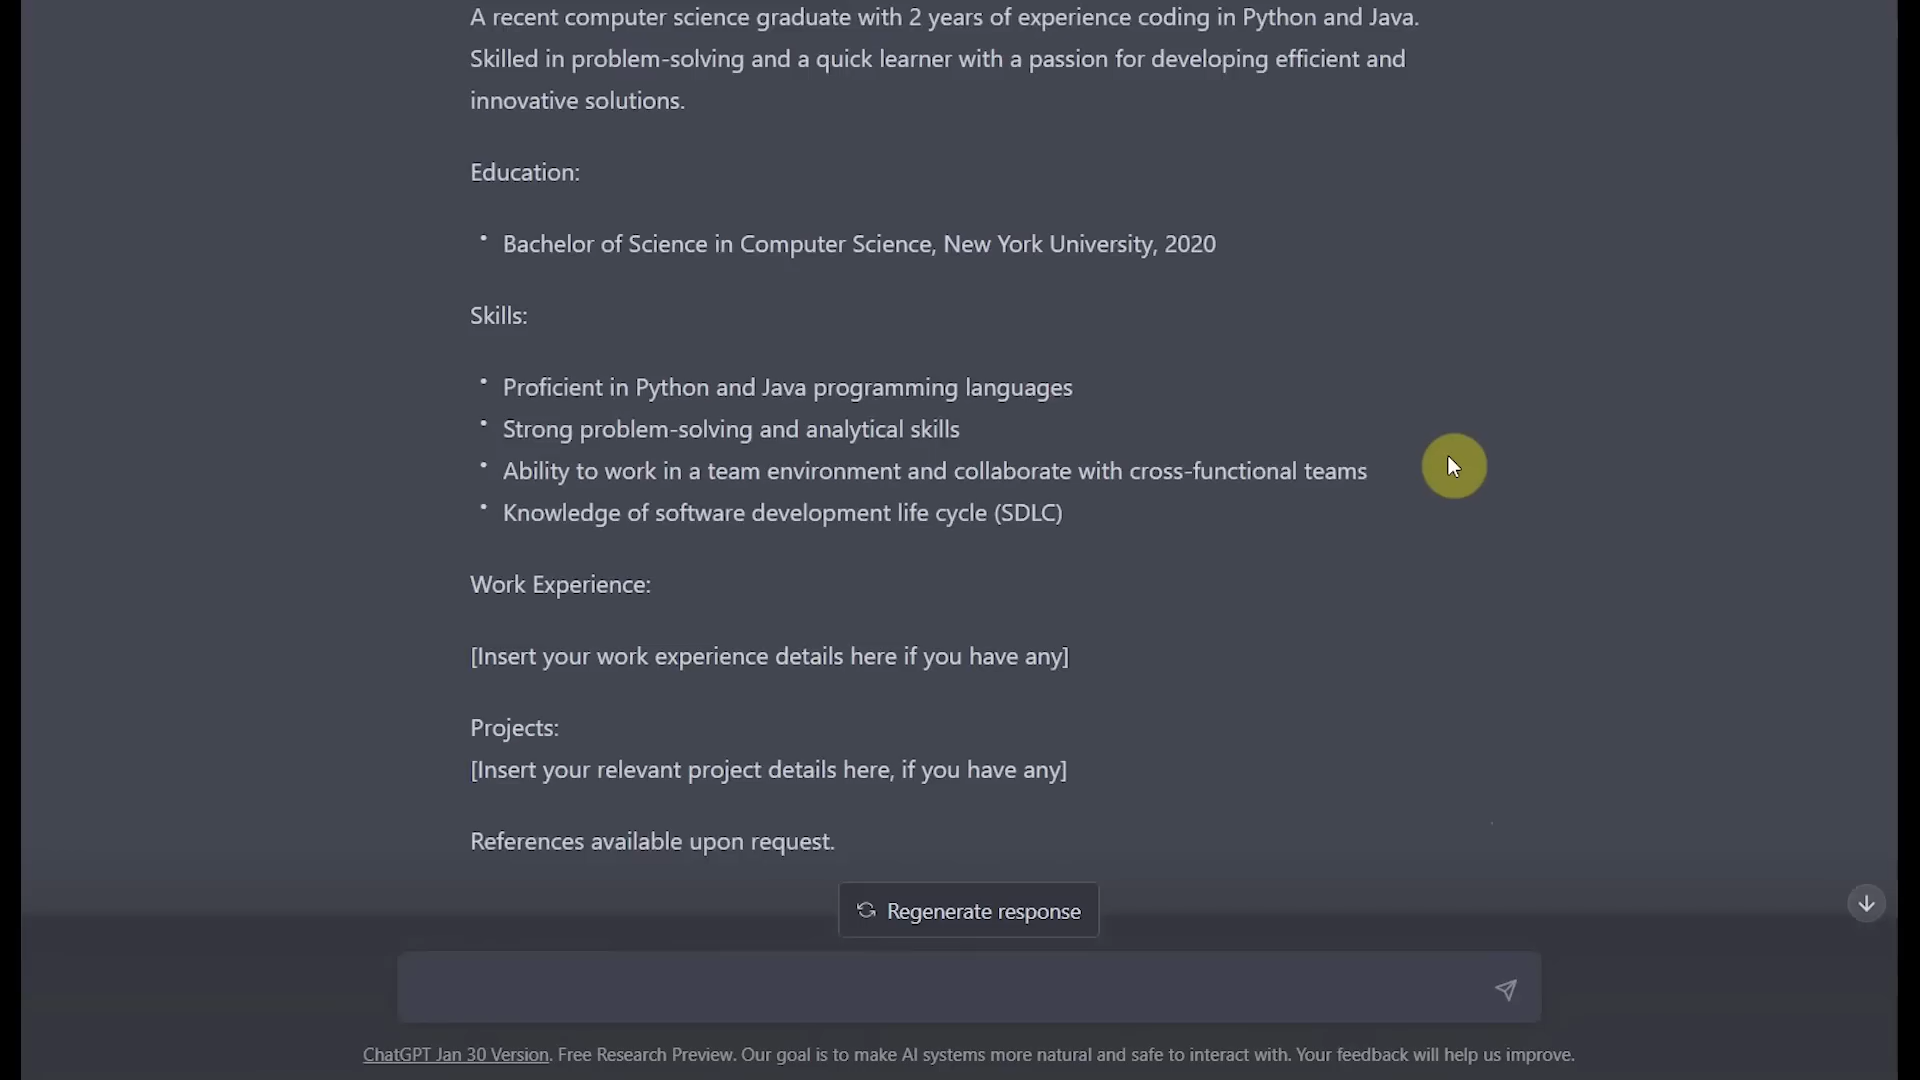 A recent computer science graduate with 2 years of experience coding in Python and Java.
Skilled in problem-solving and a quick learner with a passion for developing efficient and
innovative solutions.
Education:
• Bachelor of Science in Computer Science, New York University, 2020
Skills:
• Proficient in Python and Java programming languages
• Strong problem-solving and analytical skills
• Ability to work in a team environment and collaborate with cross-functional teams
• Knowledge of software development life cycle (SDLC)
Work Experience:
[Insert your work experience details here if you have any]
Projects:
[Insert your relevant project details here, if you have any]
References available upon request.
Regenerate response
ChatGPT Jan 30 Version. Free Research Preview. Our goal is to make AI systems more natural and safe to interact with. Your feedback will help us improve.